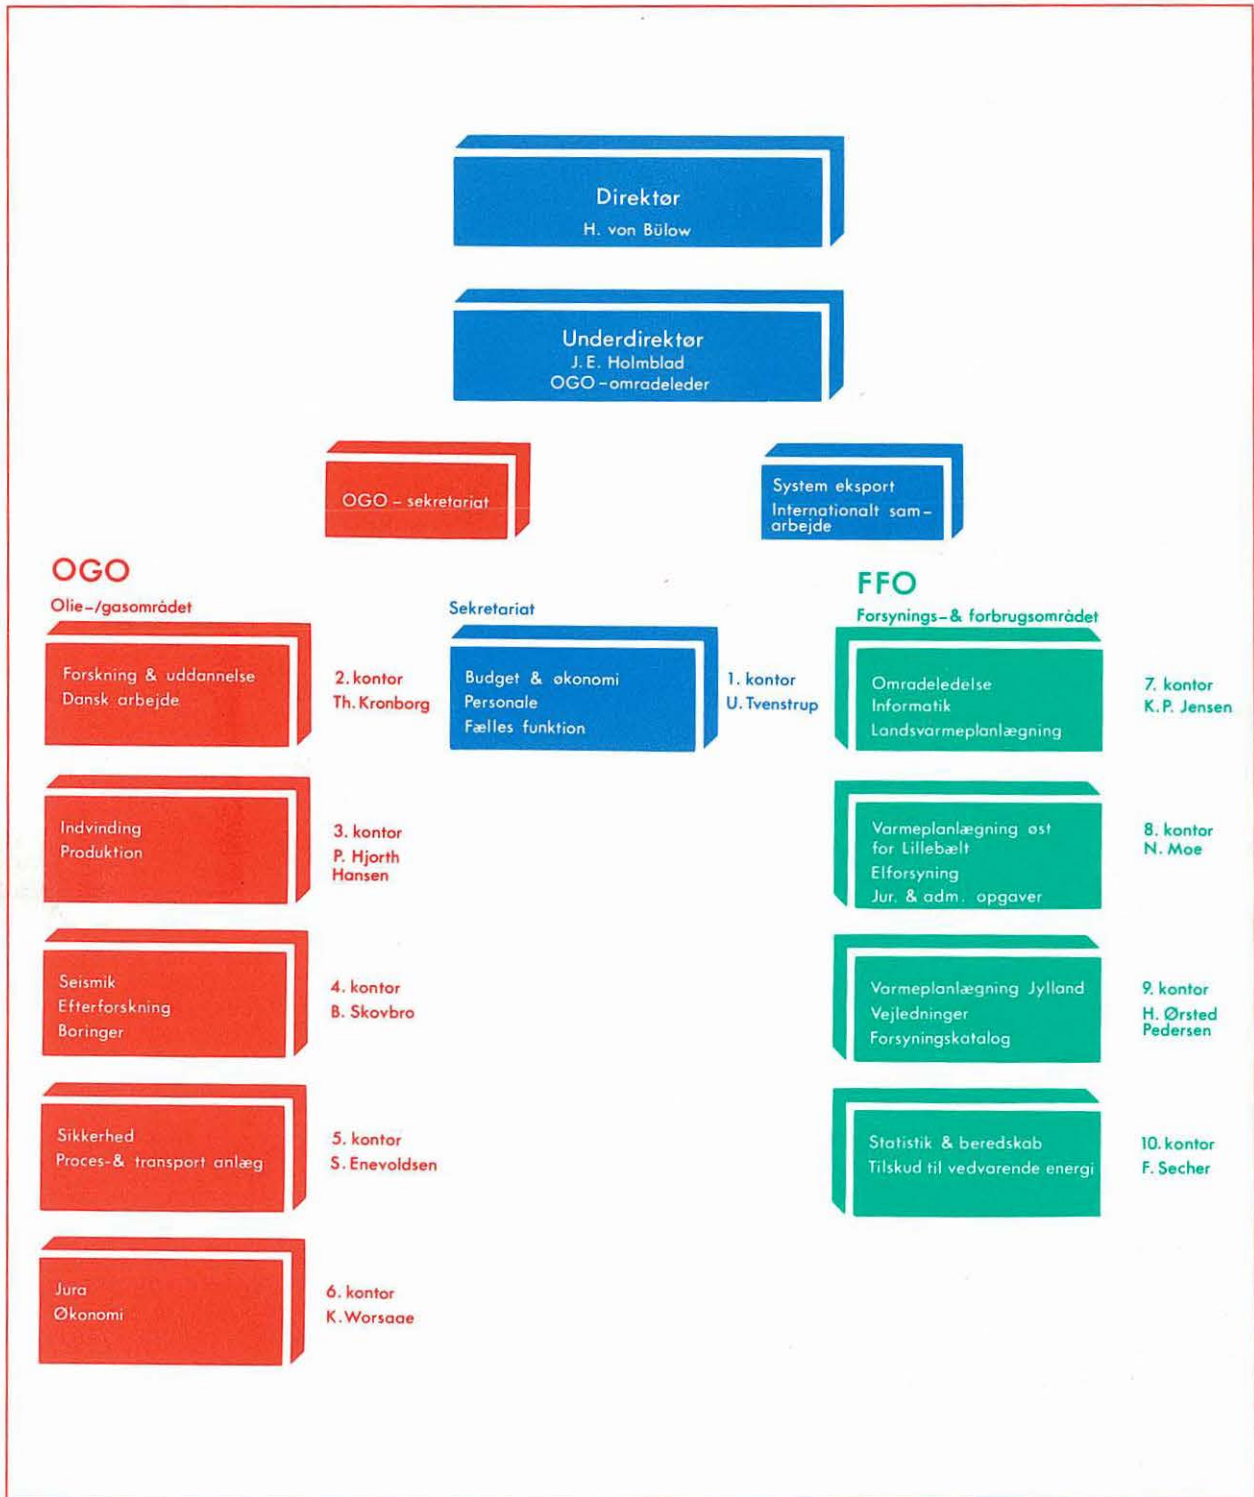 Direktør
H. von Bülow
Underdirektør
J. E. Holmblad
OGO-omradeleder
OGO - sekretariat
System eksport
Internationalt sam-
arbejde
OGO
Olie-/gasområdet
Forskning & uddannelse
Dansk arbejde
2. kontor
Th. Kronborg
Indvinding
Produktion
3. kontor
P. Hjorth
Hansen
Seismik
Efterforskning
Boringer
4. kontor
B. Skovbro
Sikkerhed
Proces-& transport anlæg
5. kontor
S. Enevoldsen
Jura
Økonomi
6. kontor
K. Worsaae
Sekretariat
Budget & økonomi
Personale
Fælles funktion
1. kontor
U. Tvenstrup
FFO
Forsynings-& forbrugsområdet
Omradeledelse
Informatik
Landsvarmeplanlægning
7. kontor
K. P. Jensen
Varmeplanlægning øst
for Lillebælt
Elforsyning
Jur. & adm. opgaver
8. kontor
N. Moe
Varmeplanlægning Jylland
Vejledninger
Forsyningskatalog
9. kontor
H. Ørsted
Pedersen
Statistik & beredskab
Tilskud til vedvarende energi
10. kontor
F. Secher